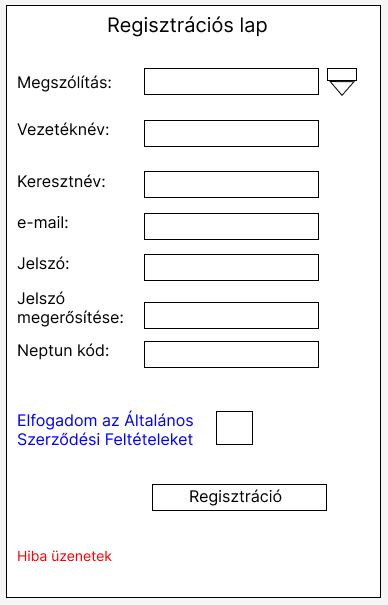 Regisztrációs lap
Megszólítás:
Vezetéknév:
Keresztnév:
e-mail:
Jelszó:
Jelszó
megerősítése:
Neptun kód:
Elfogadom az Általános
Szerződési Feltételeket
Regisztráció
Hiba üzenetek